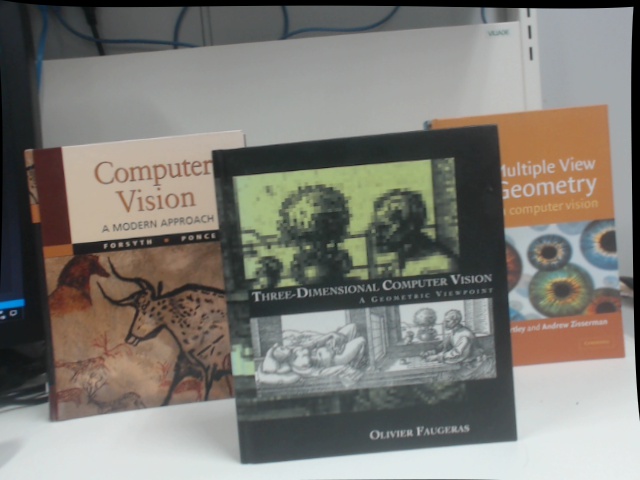 Computer
Vision
A MODERN APPROACH
FORSYTH PONCE
THREE-DIMENSIONAL COMPUTER VISION
A GEOMETRIC VIEWPOINT
OLIVIER FAUGERAS
Multiple View
Geometry
computer vision
tley and Andrew Zisserman